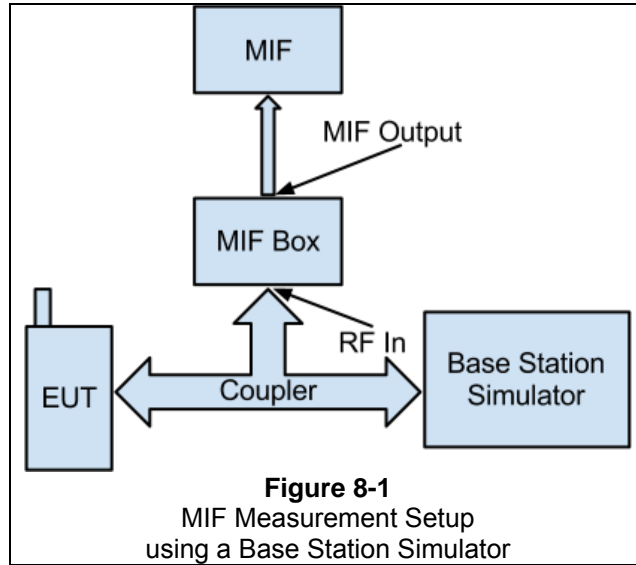 MIF
MIF Output
MIF Box
RF In
EUT
Coupler
Base Station
Simulator
Figure 8-1
MIF Measurement Setup
using a Base Station Simulator